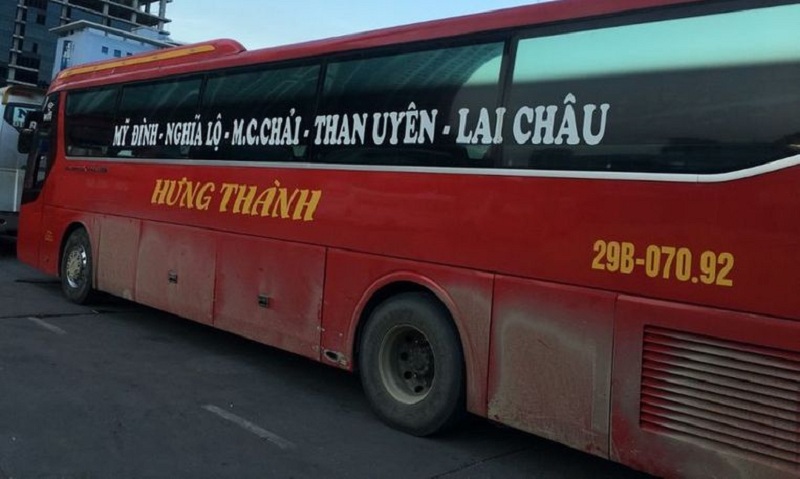 MỸ ĐÌNH - NGHĨA LỘ - M.C.CHẢI - THAN UYÊN - LAI CHÂU
HƯNG THÀNH
29B-070.92